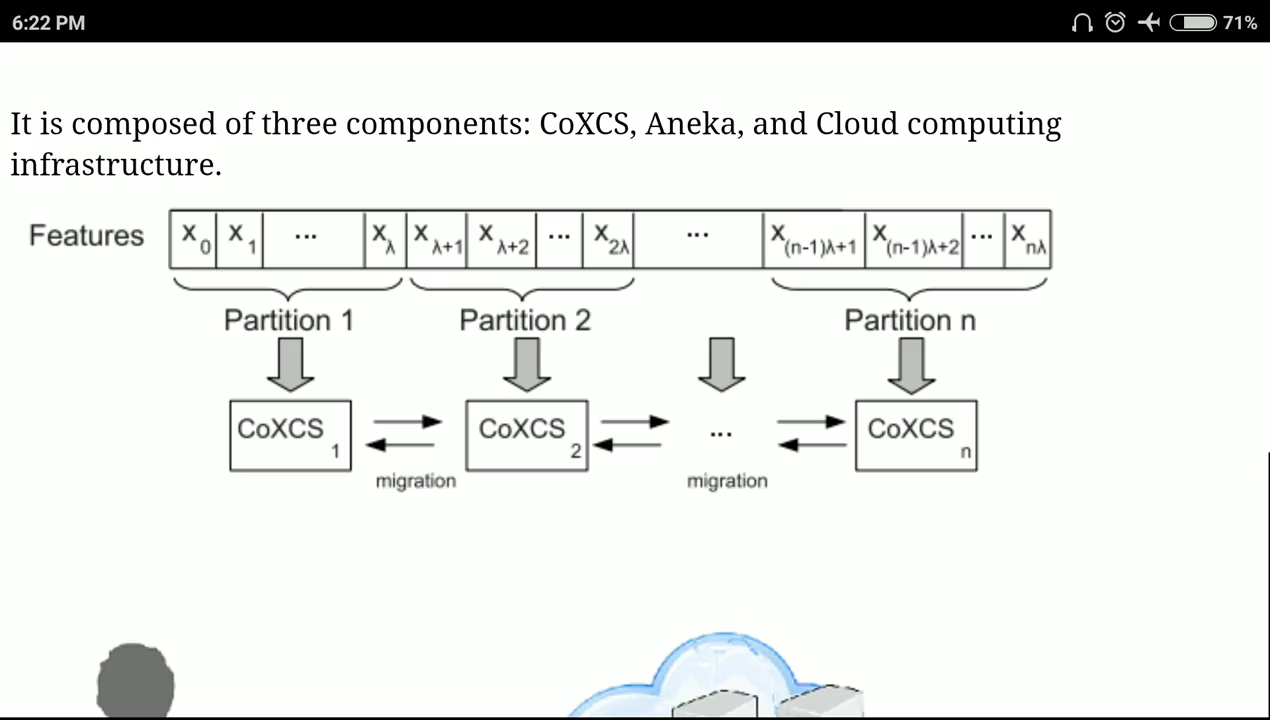 6:22 PM 71%
It is composed of three components: CoXCS, Aneka, and Cloud computing
infrastructure.
Features X0 X1 ... Xλ Xλ+1 Xλ+2 ... X2λ ... X(n-1)λ+1 X(n-1)λ+2 ... Xnλ
Partition 1 Partition 2 Partition n
CoXCS1 CoXCS2 ... CoXCSn
migration migration